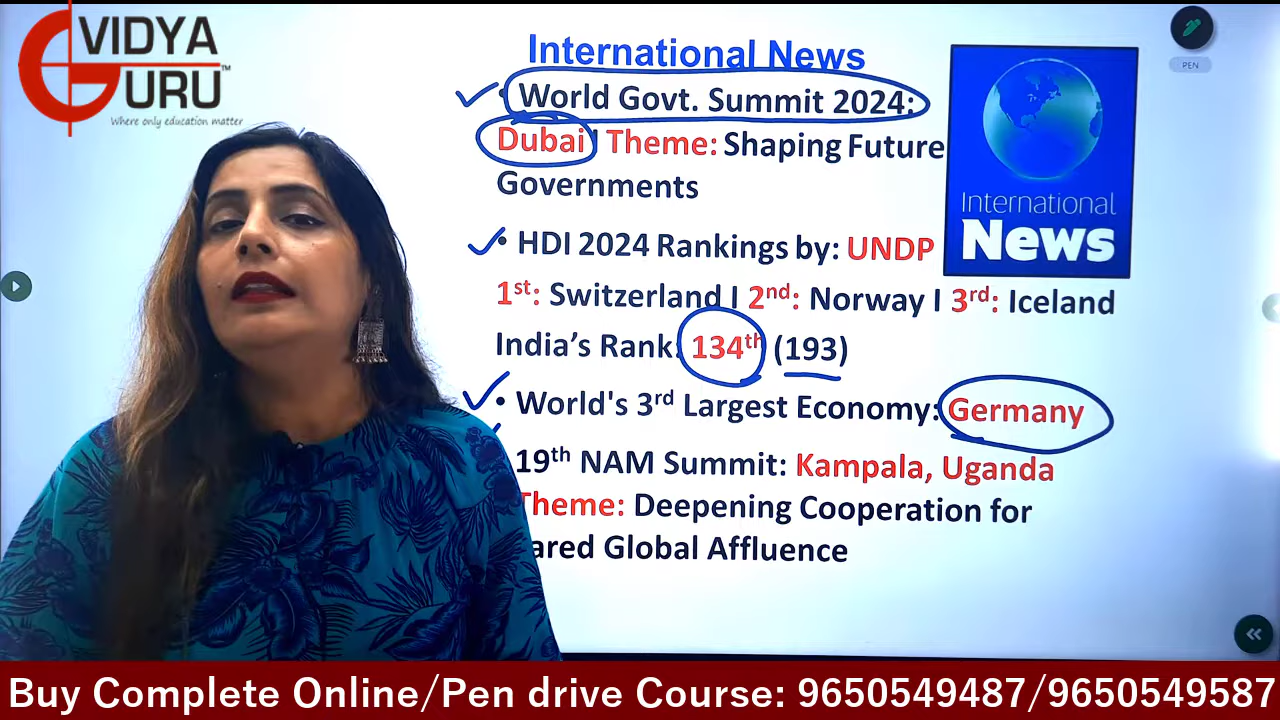 VIDYA
GURU™
Where only education matter
International News
• World Govt. Summit 2024:
Dubai I Theme: Shaping Future
Governments
• HDI 2024 Rankings by: UNDP
1st: Switzerland I 2nd: Norway I 3rd: Iceland
India's Rank: 134th (193)
• World's 3rd Largest Economy: Germany
19th NAM Summit: Kampala, Uganda
Theme: Deepening Cooperation for
ared Global Affluence
PEN
International
News
Buy Complete Online/Pen drive Course: 9650549487/9650549587